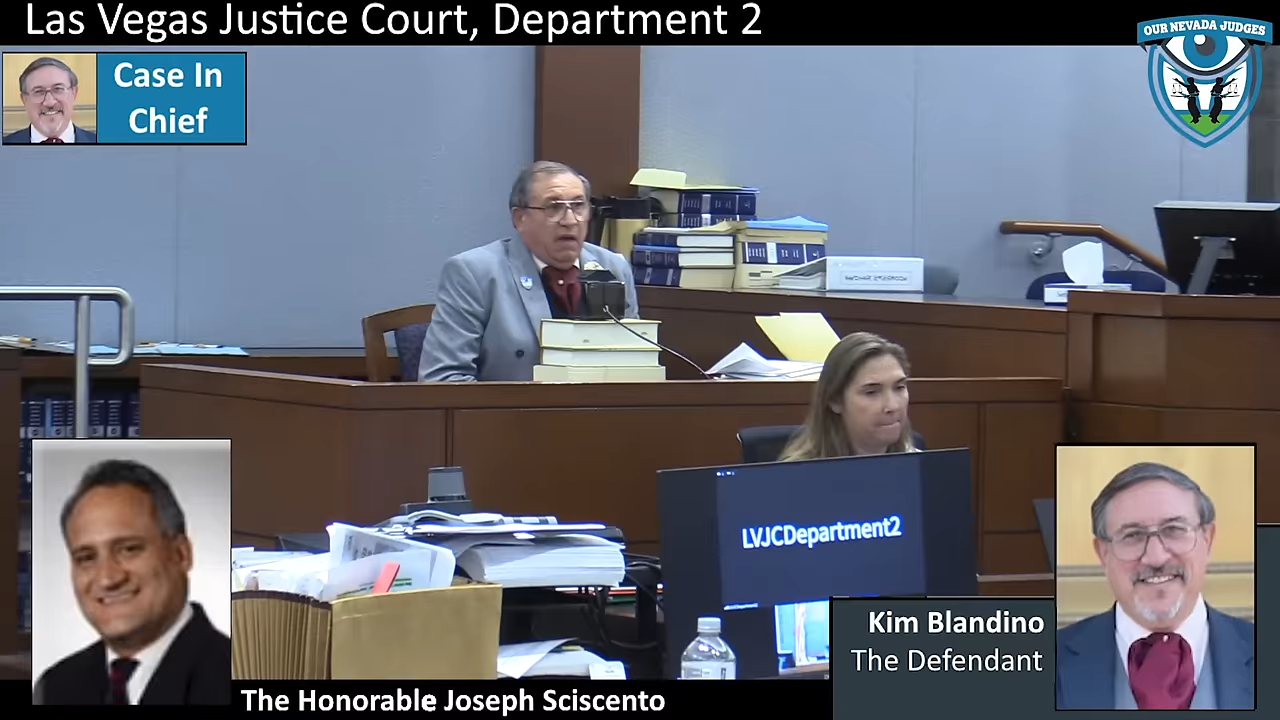 Las Vegas Justice Court, Department 2
OUR NEVADA JUDGES
Case In
Chief
LVJCDepartment2
Kim Blandino
The Defendant
The Honorable Joseph Sciscento